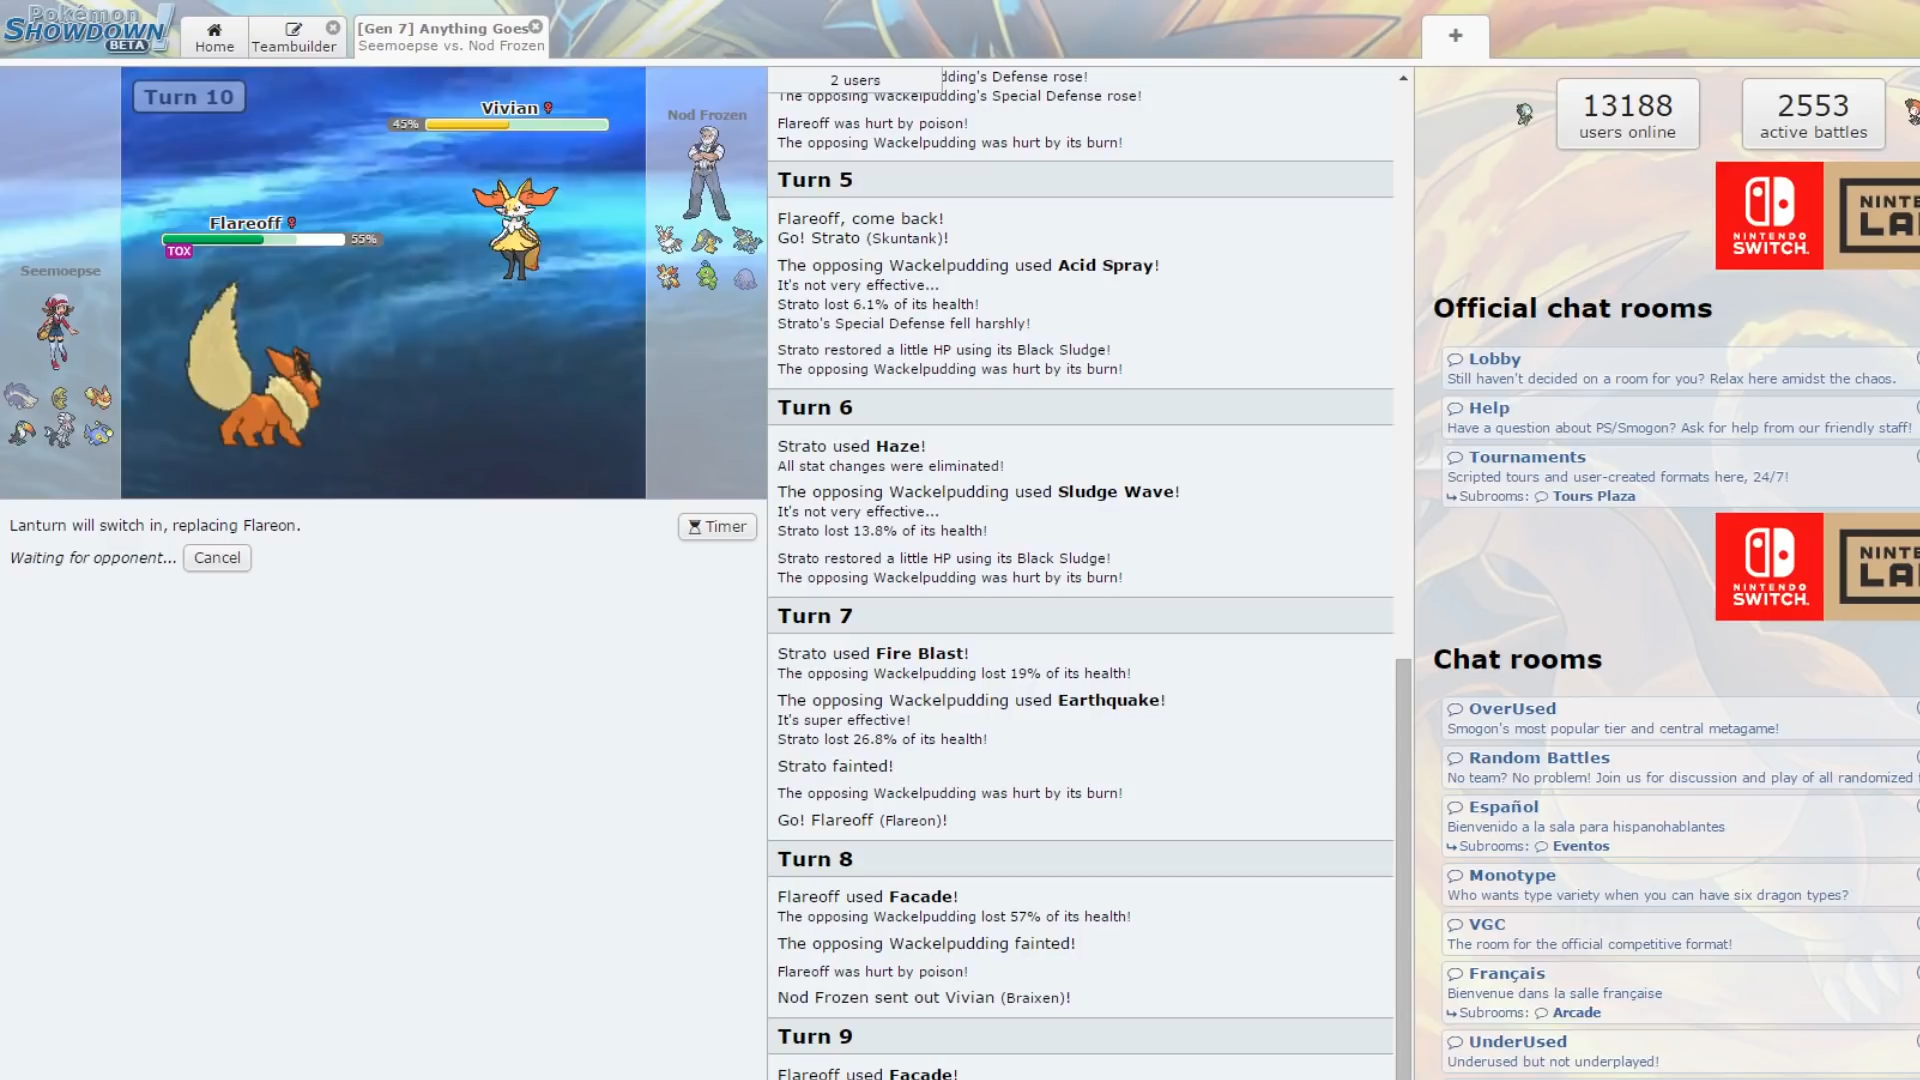 Pokémon
SHOWDOWN!
BETA
Home
Teambuilder
[Gen 7] Anything Goes
Seemoepse vs. Nod Frozen
+
Turn 10
Vivian
45%
Flareoff
55%
TOX
Nod Frozen
Seemoepse
Lanturn will switch in, replacing Flareon.
Timer
Waiting for opponent...
Cancel
2 users
dding's Defense rose!
The opposing Wackelpudding's Special Defense rose!
Flareoff was hurt by poison!
The opposing Wackelpudding was hurt by its burn!
Turn 5
Flareoff, come back!
Go! Strato (Skuntank)!
The opposing Wackelpudding used Acid Spray!
It's not very effective...
Strato lost 6.1% of its health!
Strato's Special Defense fell harshly!
Strato restored a little HP using its Black Sludge!
The opposing Wackelpudding was hurt by its burn!
Turn 6
Strato used Haze!
All stat changes were eliminated!
The opposing Wackelpudding used Sludge Wave!
It's not very effective...
Strato lost 13.8% of its health!
Strato restored a little HP using its Black Sludge!
The opposing Wackelpudding was hurt by its burn!
Turn 7
Strato used Fire Blast!
The opposing Wackelpudding lost 19% of its health!
The opposing Wackelpudding used Earthquake!
It's super effective!
Strato lost 26.8% of its health!
Strato fainted!
The opposing Wackelpudding was hurt by its burn!
Go! Flareoff (Flareon)!
Turn 8
Flareoff used Facade!
The opposing Wackelpudding lost 57% of its health!
The opposing Wackelpudding fainted!
Flareoff was hurt by poison!
Nod Frozen sent out Vivian (Braixen)!
Turn 9
Flareoff used Facade!
13188
users online
2553
active battles
NINTENDO
SWITCH
NINTE
LA
Official chat rooms
Lobby
Still haven't decided on a room for you? Relax here amidst the chaos.
Help
Have a question about PS/Smogon? Ask for help from our friendly staff!
Tournaments
Scripted tours and user-created formats here, 24/7!
Subrooms: Tours Plaza
NINTENDO
SWITCH
NINTE
LA
Chat rooms
OverUsed
Smogon's most popular tier and central metagame!
Random Battles
No team? No problem! Join us for discussion and play of all randomized
Español
Bienvenido a la sala para hispanohablantes
Subrooms: Eventos
Monotype
Who wants type variety when you can have six dragon types?
VGC
The room for the official competitive format!
Français
Bienvenue dans la salle française
Subrooms: Arcade
UnderUsed
Underused but not underplayed!